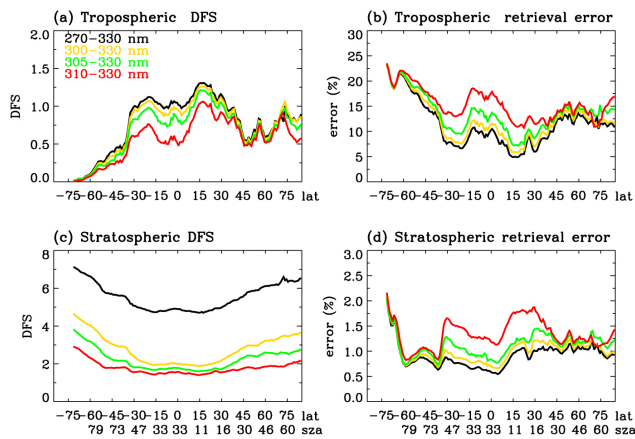 (a) Tropospheric DFS
(b) Tropospheric retrieval error
2.0
1.5
1.0
0.5
0.0
DFS
270−330 nm
300−330 nm
305−330 nm
310−330 nm
−75−60−45−30−15 0 15 30 45 60 75 lat
30
25
20
15
10
5
0
error (%)
−75−60−45−30−15 0 15 30 45 60 75 lat
(c) Stratospheric DFS
(d) Stratospheric retrieval error
8
6
4
2
0
DFS
−75−60−45−30−15 0 15 30 45 60 75 lat
79 73 47 33 33 11 16 46 60 sza
3.0
2.5
2.0
1.5
1.0
0.5
0.0
error (%)
−75−60−45−30−15 0 15 30 45 60 75 lat
79 73 47 33 33 11 16 46 60 sza